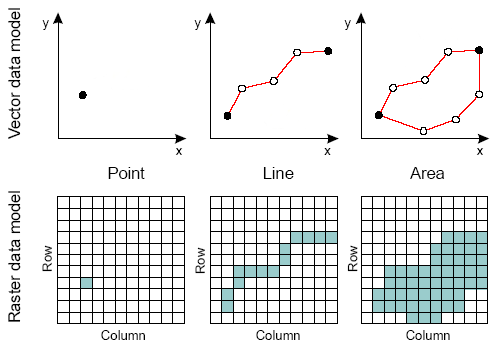 Vector data model
y
x
y
x
y
x
Point
Line
Area
Raster data model
Row
Column
Row
Column
Row
Column